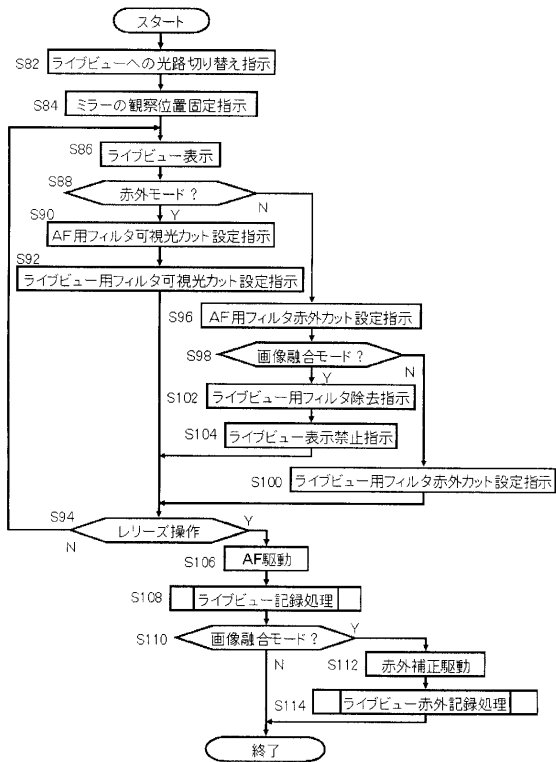 スタート
S82 ライブビューへの光路切り替え指示
S84 ミラーの観察位置固定指示
S86 ライブビュー表示
S88 赤外モード？
N
S90 Y
AF用フィルタ可視光カット設定指示
S92
ライブビュー用フィルタ可視光カット設定指示
S96 AF用フィルタ赤外カット設定指示
S98 画像融合モード？
Y N
S102 ライブビュー用フィルタ除去指示
S104 ライブビュー表示禁止指示
S100 ライブビュー用フィルタ赤外カット設定指示
S94 レリーズ操作 Y
N
S106 AF駆動
S108 ライブビュー記録処理
S110 画像融合モード？ Y
N
S112 赤外補正駆動
S114 ライブビュー赤外記録処理
終了